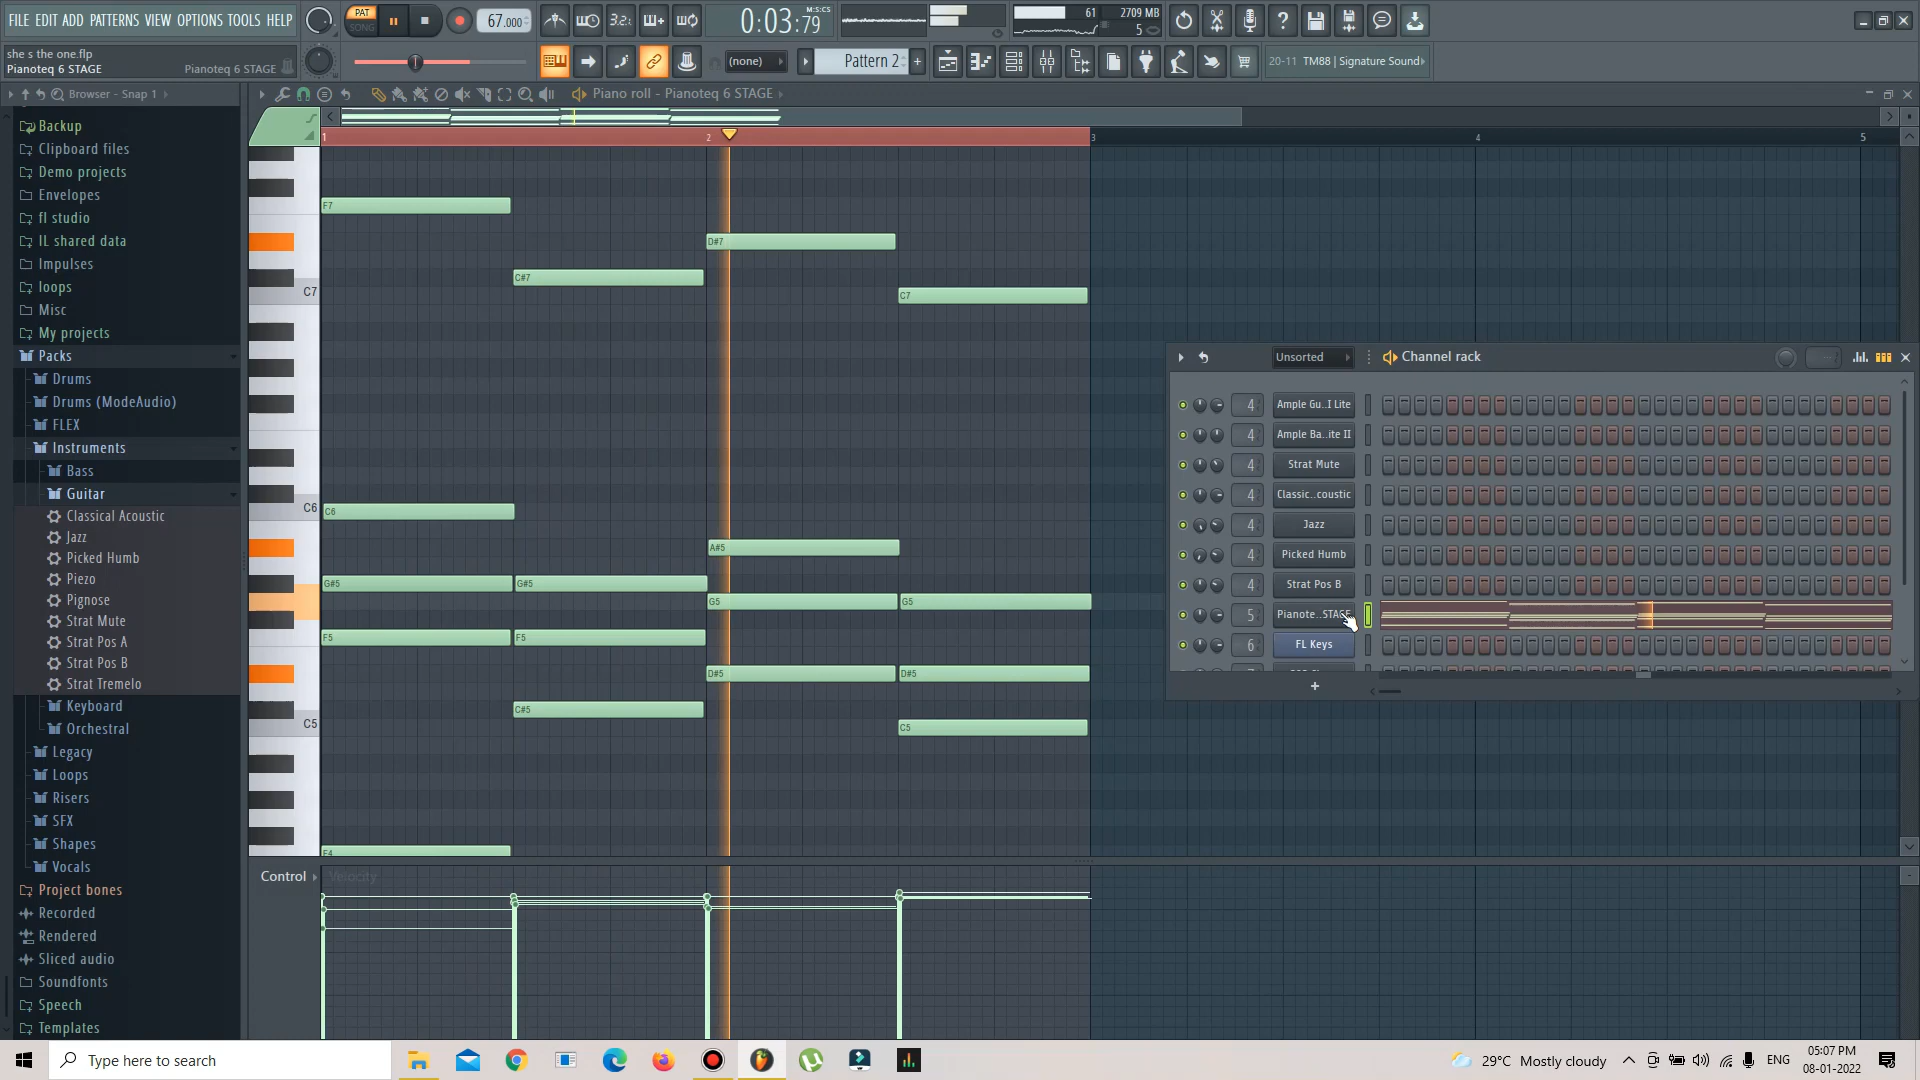 FILE EDIT ADD PATTERNS VIEW OPTIONS TOOLS HELP
PAT
SONG
67.000
3.2:
M:S:CS
0:03:79
61
2709 MB
5
she s the one.flp
Pianoteq 6 STAGE
Pianoteq 6 STAGE
(none)
Pattern 2
+
20-11 TM88 | Signature Sound
Browser - Snap 1
Piano roll - Pianoteq 6 STAGE
Backup
Clipboard files
Demo projects
Envelopes
fl studio
IL shared data
Impulses
loops
Misc
My projects
Packs
Drums
Drums (ModeAudio)
FLEX
Instruments
Bass
Guitar
Classical Acoustic
Jazz
Picked Humb
Piezo
Pignose
Strat Mute
Strat Pos A
Strat Pos B
Strat Tremelo
Keyboard
Orchestral
Legacy
Loops
Risers
SFX
Shapes
Vocals
Project bones
Recorded
Rendered
Sliced audio
Soundfonts
Speech
Templates
1
2
3
4
5
F7
D#7
C#7
C7
C7
C6
C6
A#5
G#5
G#5
G5
G5
F5
F5
D#5
D#5
C#5
C5
C5
F4
Control
Velocity
Unsorted
Channel rack
4
Ample Gu..I Lite
4
Ample Ba..ite II
4
Strat Mute
4
Classic..coustic
4
Jazz
4
Picked Humb
4
Strat Pos B
5
Pianote..STAGE
6
FL Keys
+
Type here to search
29°C Mostly cloudy
ENG
05:07 PM
08-01-2022